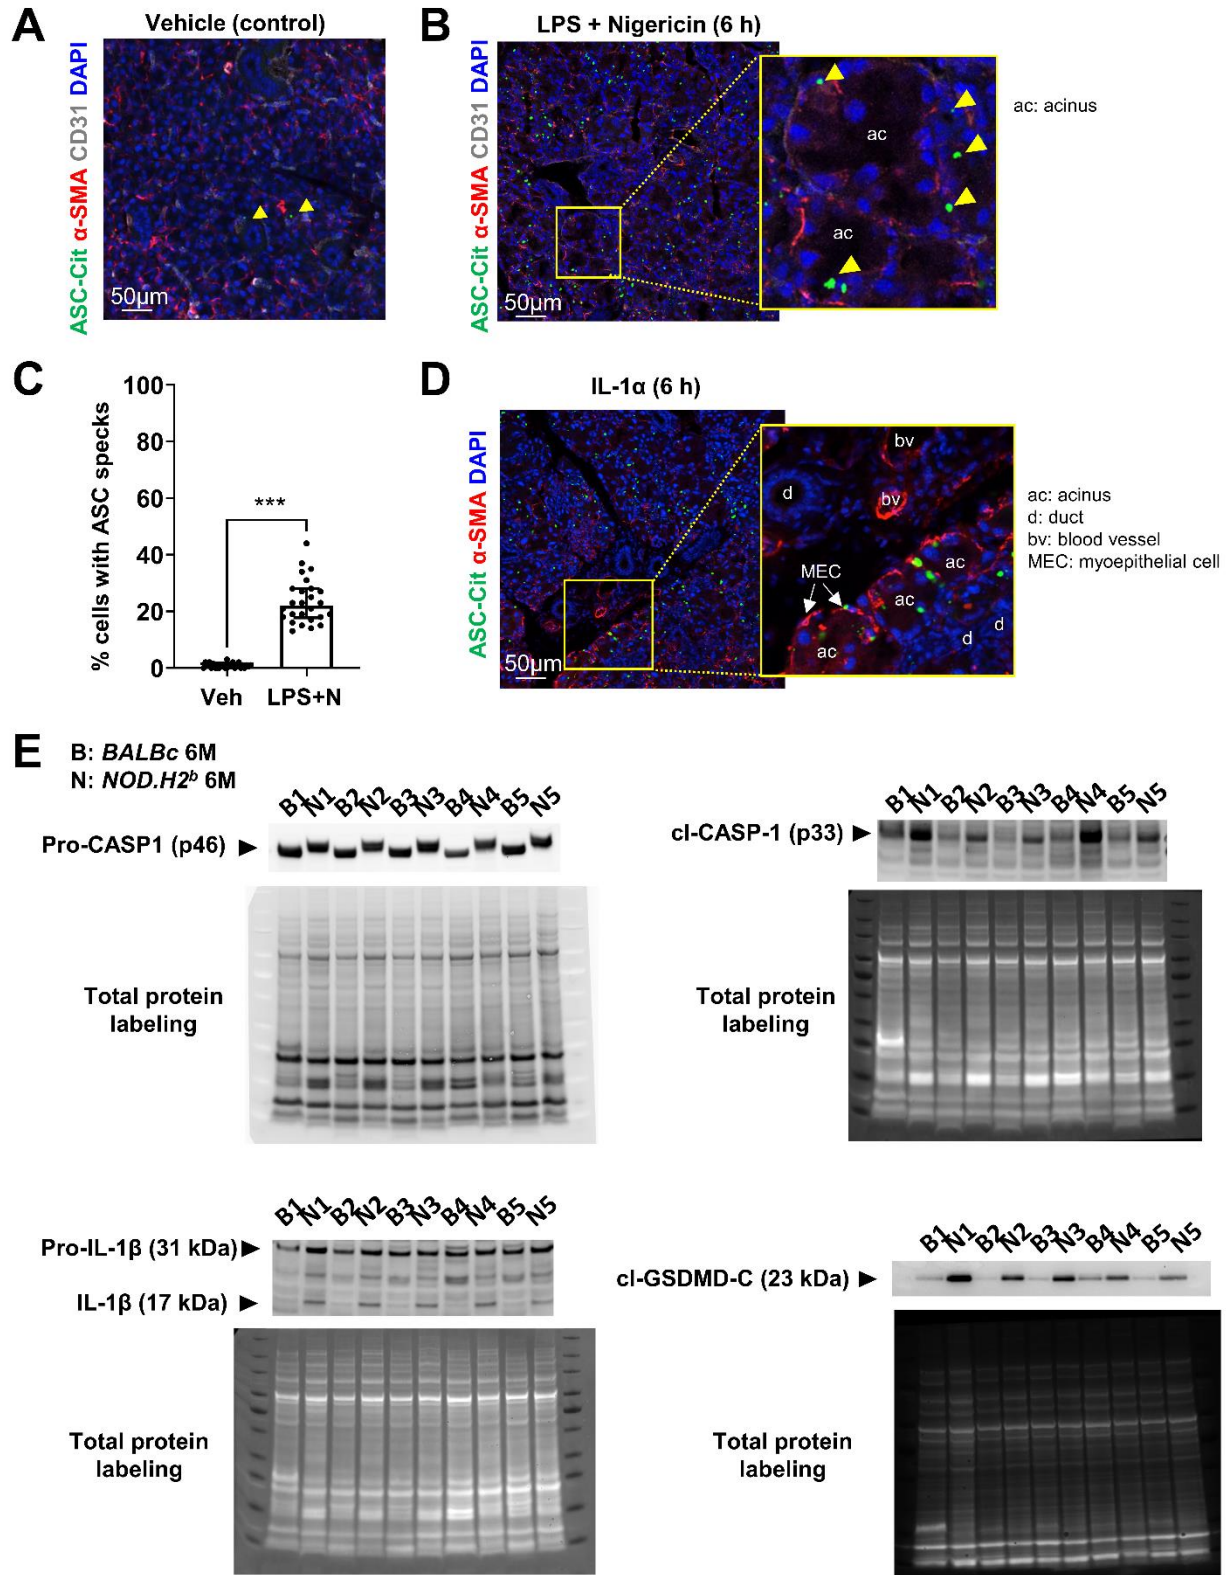 A
Vehicle (control)
ASC-Cit α-SMA CD31 DAPI
50µm
B
LPS + Nigericin (6 h)
ASC-Cit α-SMA CD31 DAPI
50µm
ac
ac
ac: acinus
C
% cells with ASC specks
100
80
60
40
20
0
***
Veh LPS+N
D
IL-1α (6 h)
ASC-Cit α-SMA DAPI
50µm
bv
d
bv
MEC
ac
ac
ac
d
d
ac: acinus
d: duct
bv: blood vessel
MEC: myoepithelial cell
E
B: BALBc 6M
N: NOD.H2ᵇ 6M
B1 N1 B2 N2 B3 N3 B4 N4 B5 N5
Pro-CASP1 (p46)
Total protein
labeling
B1 N1 B2 N2 B3 N3 B4 N4 B5 N5
cl-CASP-1 (p33)
Total protein
labeling
B1 N1 B2 N2 B3 N3 B4 N4 B5 N5
Pro-IL-1β (31 kDa)
IL-1β (17 kDa)
Total protein
labeling
B1 N1 B2 N2 B3 N3 B4 N4 B5 N5
cl-GSDMD-C (23 kDa)
Total protein
labeling